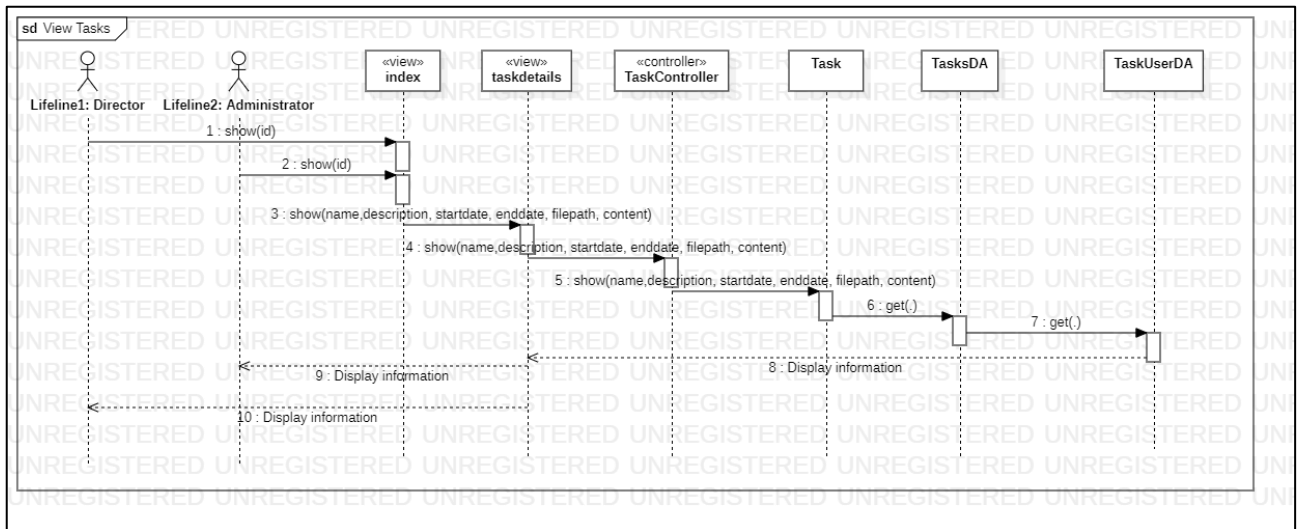 sd View Tasks
Lifeline1: Director
Lifeline2: Administrator
«view»
index
«view»
taskdetails
«controller»
TaskController
Task
TasksDA
TaskUserDA
1 : show(id)
2 : show(id)
3 : show(name,description, startdate, enddate, filepath, content)
4 : show(name,description, startdate, enddate, filepath, content)
5 : show(name,description, startdate, enddate, filepath, content)
6 : get(.)
7 : get(.)
8 : Display information
9 : Display information
10 : Display information
UNREGISTERED